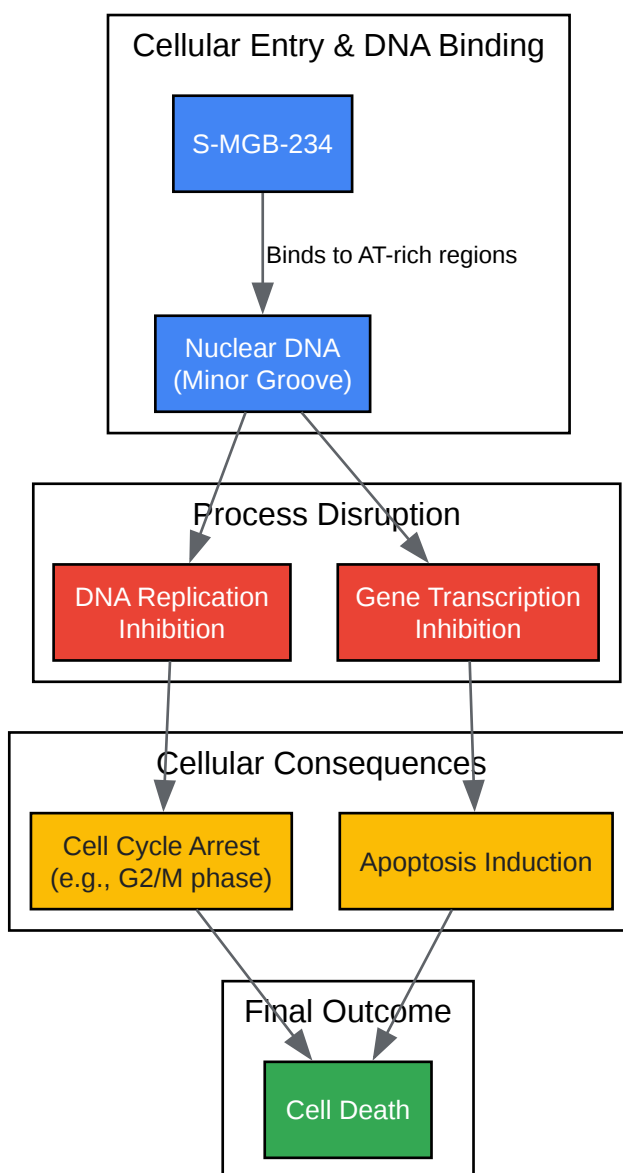 Cellular Entry & DNA Binding
S-MGB-234
Binds to AT-rich regions
Nuclear DNA
(Minor Groove)
Process Disruption
DNA Replication
Inhibition
Gene Transcription
Inhibition
Cellular Consequences
Cell Cycle Arrest
(e.g., G2/M phase)
Apoptosis Induction
Final Outcome
Cell Death